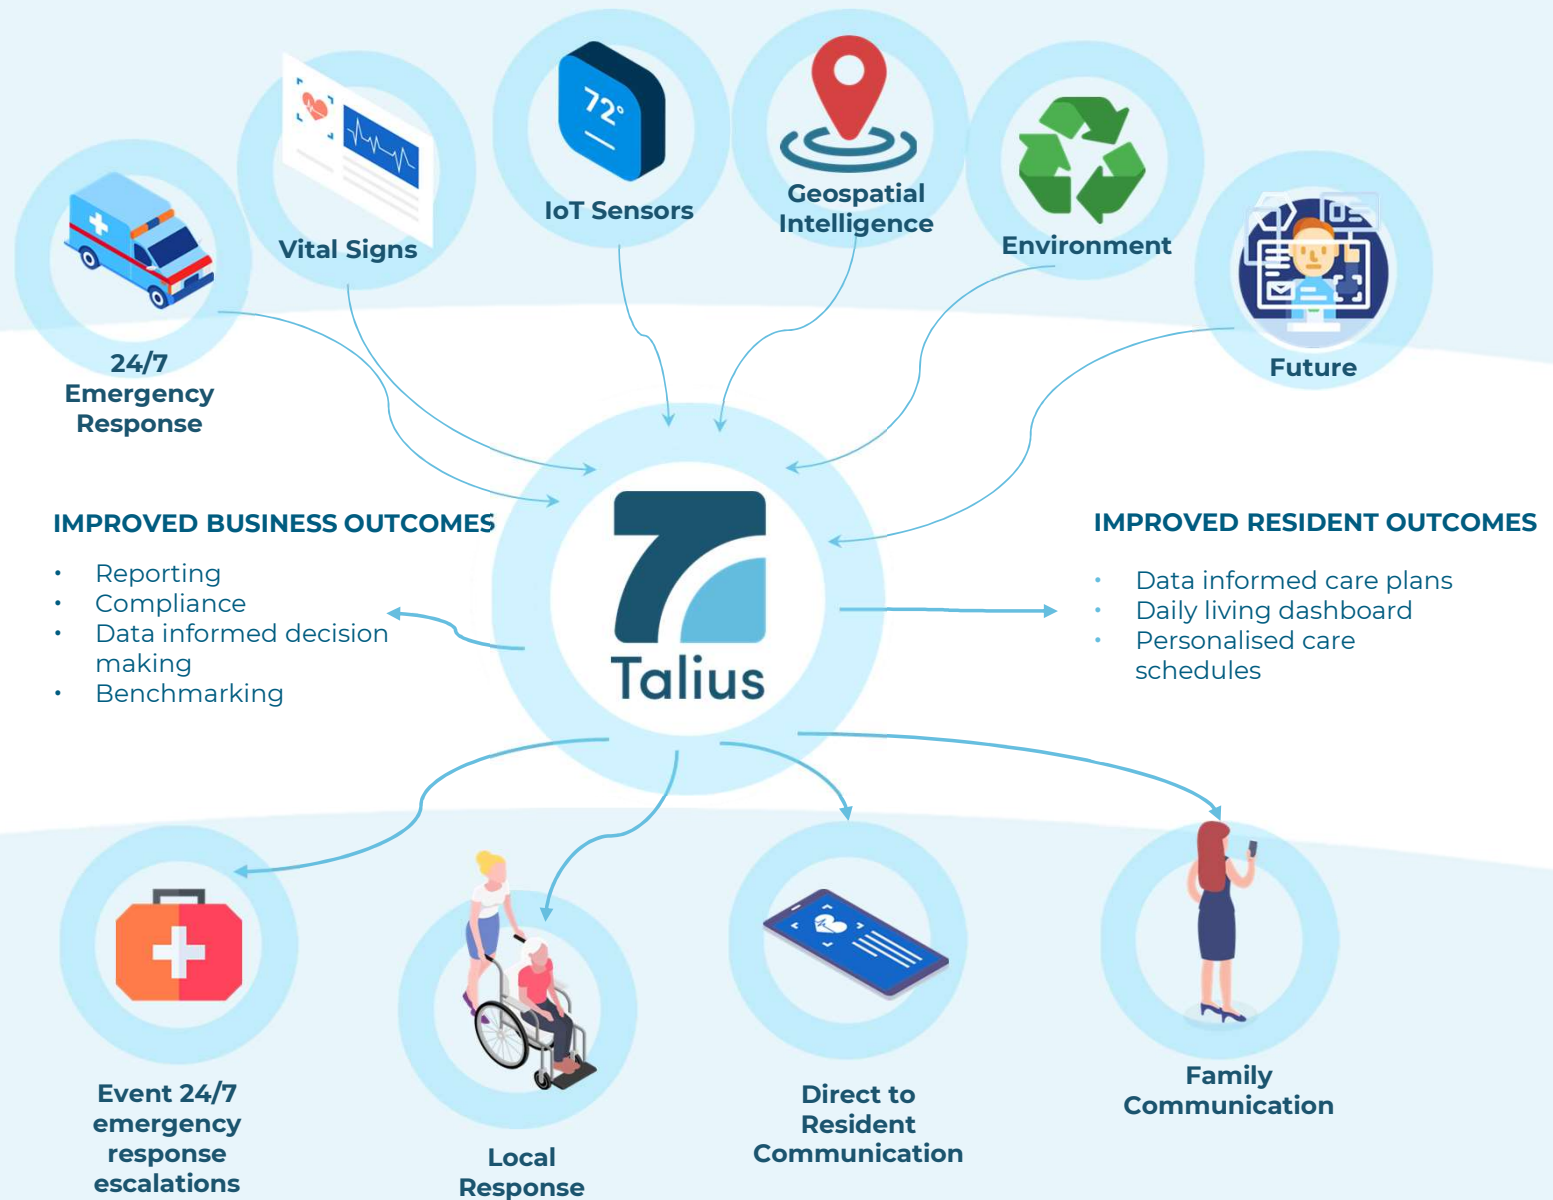 72°
Vital Signs
IoT Sensors
Geospatial
Intelligence
Environment
24/7
Emergency
Response
Future
IMPROVED BUSINESS OUTCOMES
• Reporting
• Compliance
• Data informed decision
making
• Benchmarking
Talius
IMPROVED RESIDENT OUTCOMES
• Data informed care plans
• Daily living dashboard
• Personalised care
schedules
Event 24/7
emergency
response
escalations
Local
Response
Direct to
Resident
Communication
Family
Communication